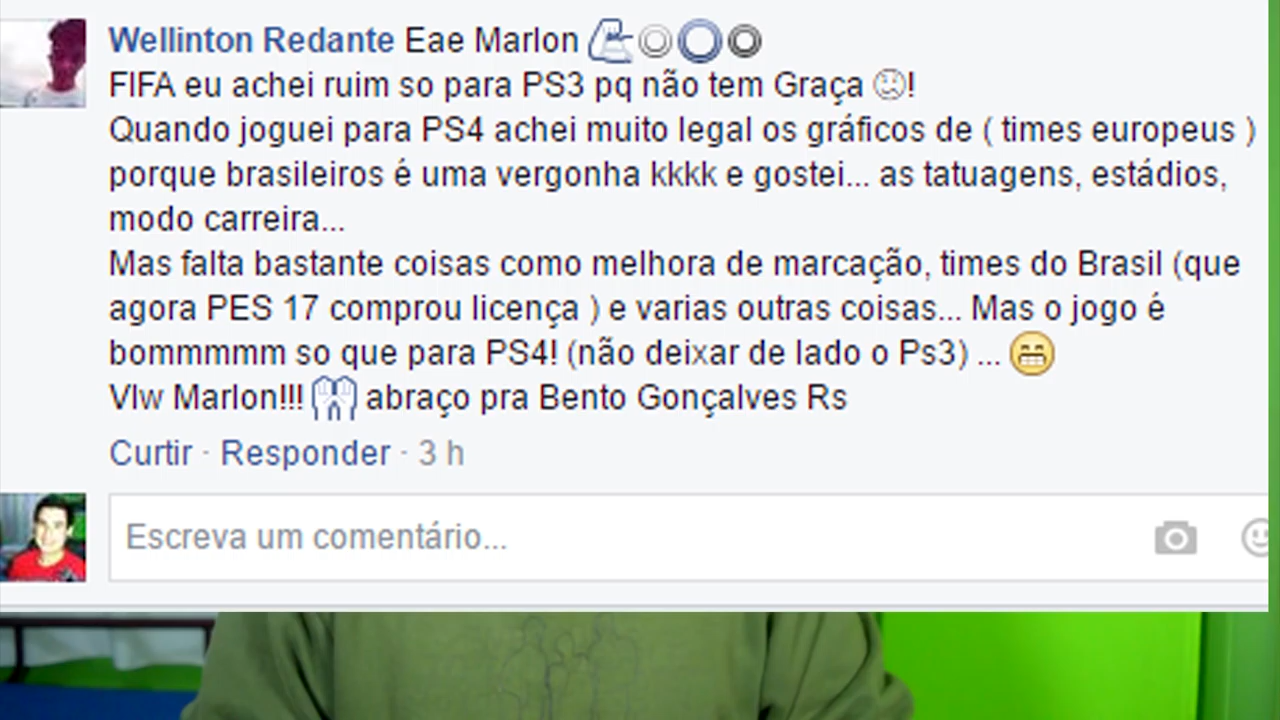 Wellinton Redante Eae Marlon
FIFA eu achei ruim so para PS3 pq não tem Graça !
Quando joguei para PS4 achei muito legal os gráficos de ( times europeus )
porque brasileiros é uma vergonha kkkk e gostei... as tatuagens, estádios,
modo carreira...
Mas falta bastante coisas como melhora de marcação, times do Brasil (que
agora PES 17 comprou licença ) e varias outras coisas... Mas o jogo é
bommmmm so que para PS4! (não deixar de lado o Ps3) ...
Vlw Marlon!!! abraço pra Bento Gonçalves Rs
Curtir · Responder · 3 h
Escreva um comentário...